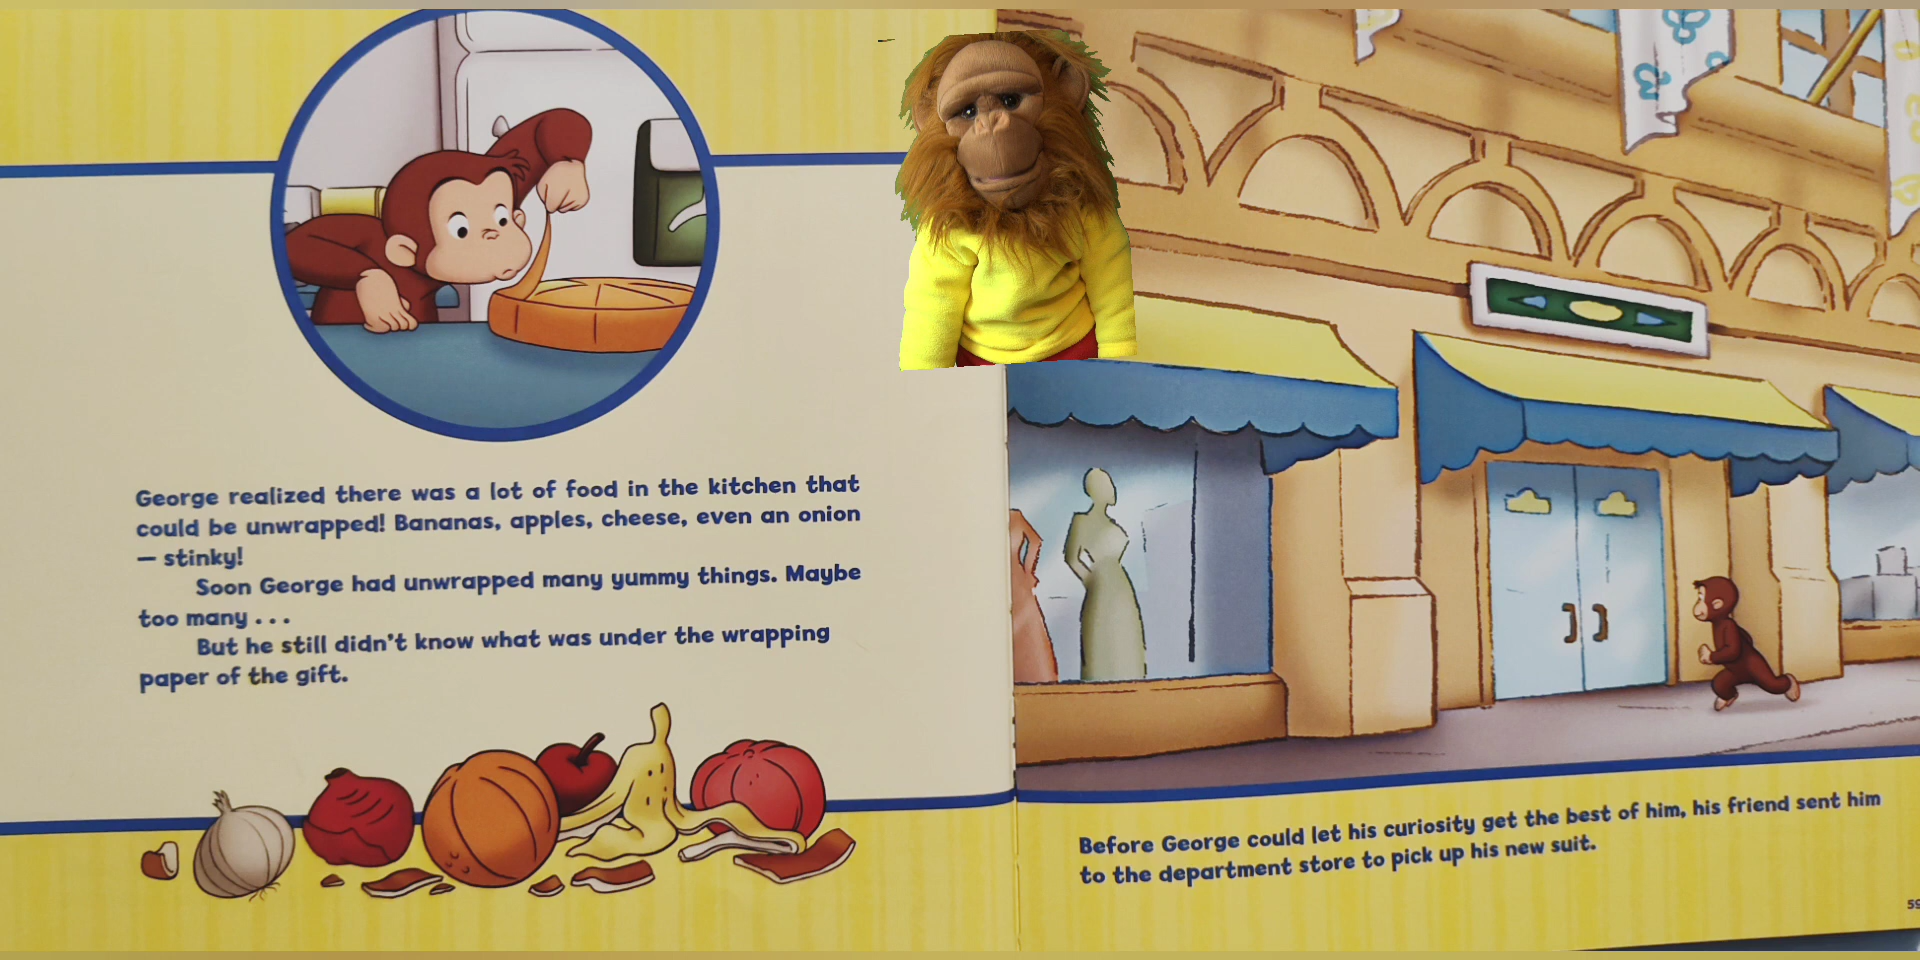 George realized there was a lot of food in the kitchen that
could be unwrapped! Bananas, apples, cheese, even an onion
— stinky!
Soon George had unwrapped many yummy things. Maybe
too many . . .
But he still didn't know what was under the wrapping
paper of the gift.
Before George could let his curiosity get the best of him, his friend sent him
to the department store to pick up his new suit.
59